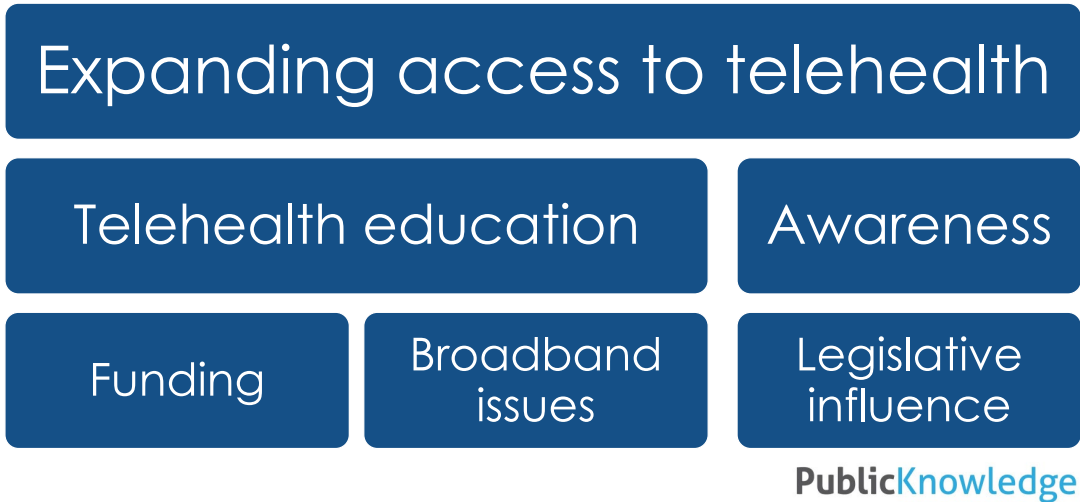 Expanding access to telehealth
Telehealth education
Awareness
Funding
Broadband
issues
Legislative
influence
PublicKnowledge